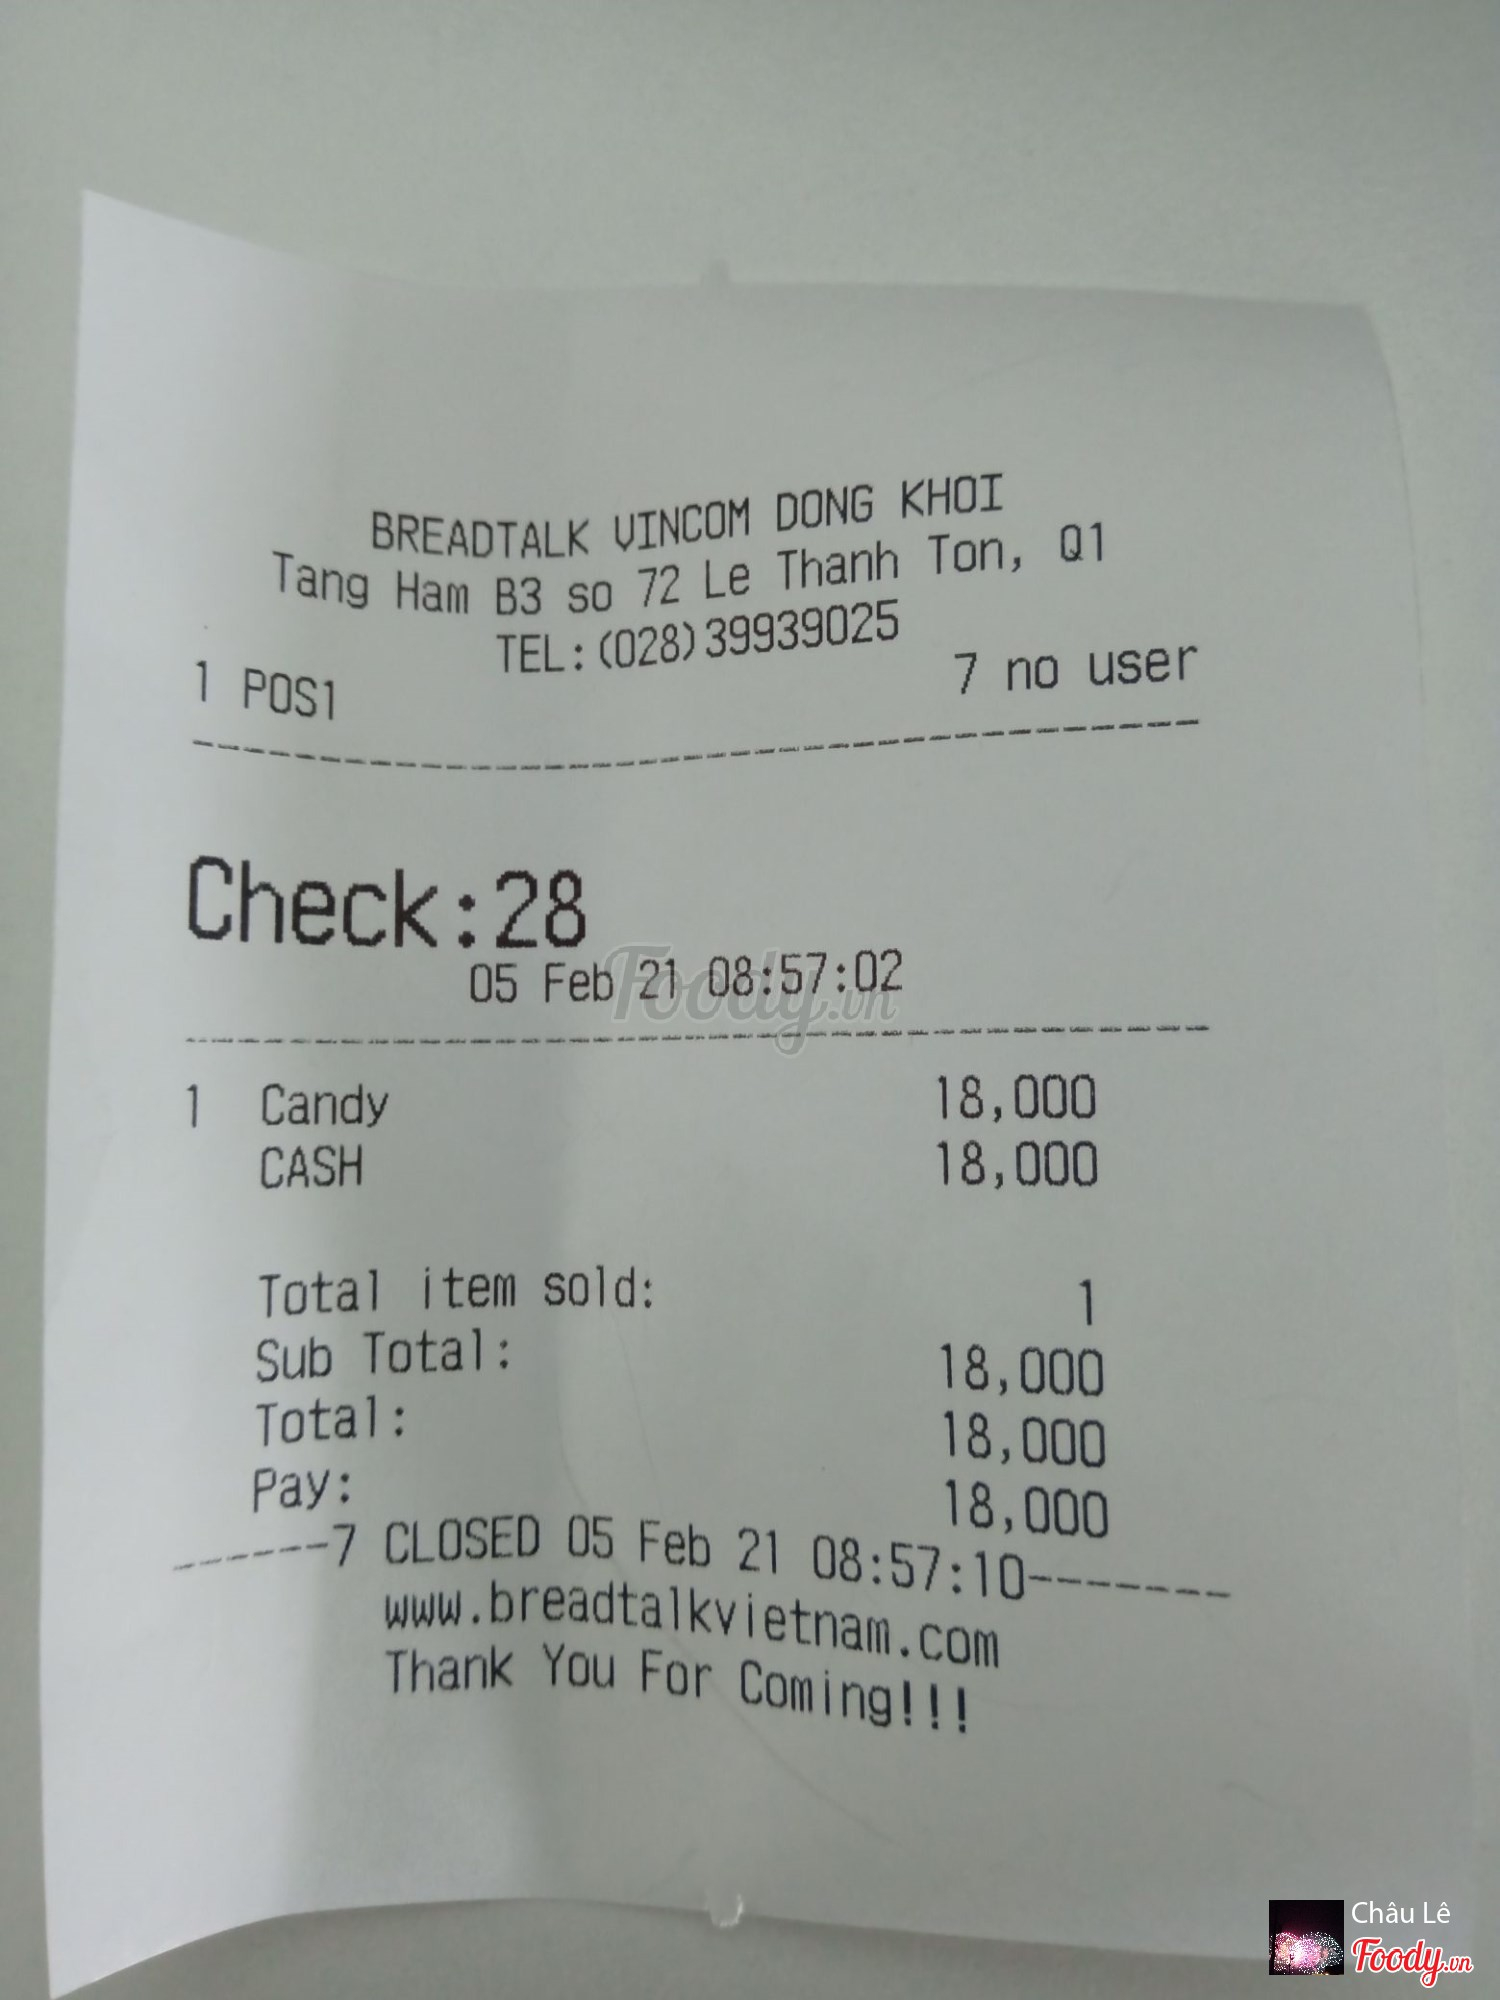 BREADTALK VINCOM DONG KHOI
Tang Ham B3 so 72 Le Thanh Ton, Q1
TEL:(028)39939025
1 POS1 7 no user
Check:28
05 Feb 21 08:57:02
Foody.vn
1 Candy 18,000
CASH 18,000
Total item sold: 1
Sub Total: 18,000
Total: 18,000
Pay: 18,000
------7 CLOSED 05 Feb 21 08:57:10-------
www.breadtalkvietnam.com
Thank You For Coming!!!
Châu Lê
Foody.vn